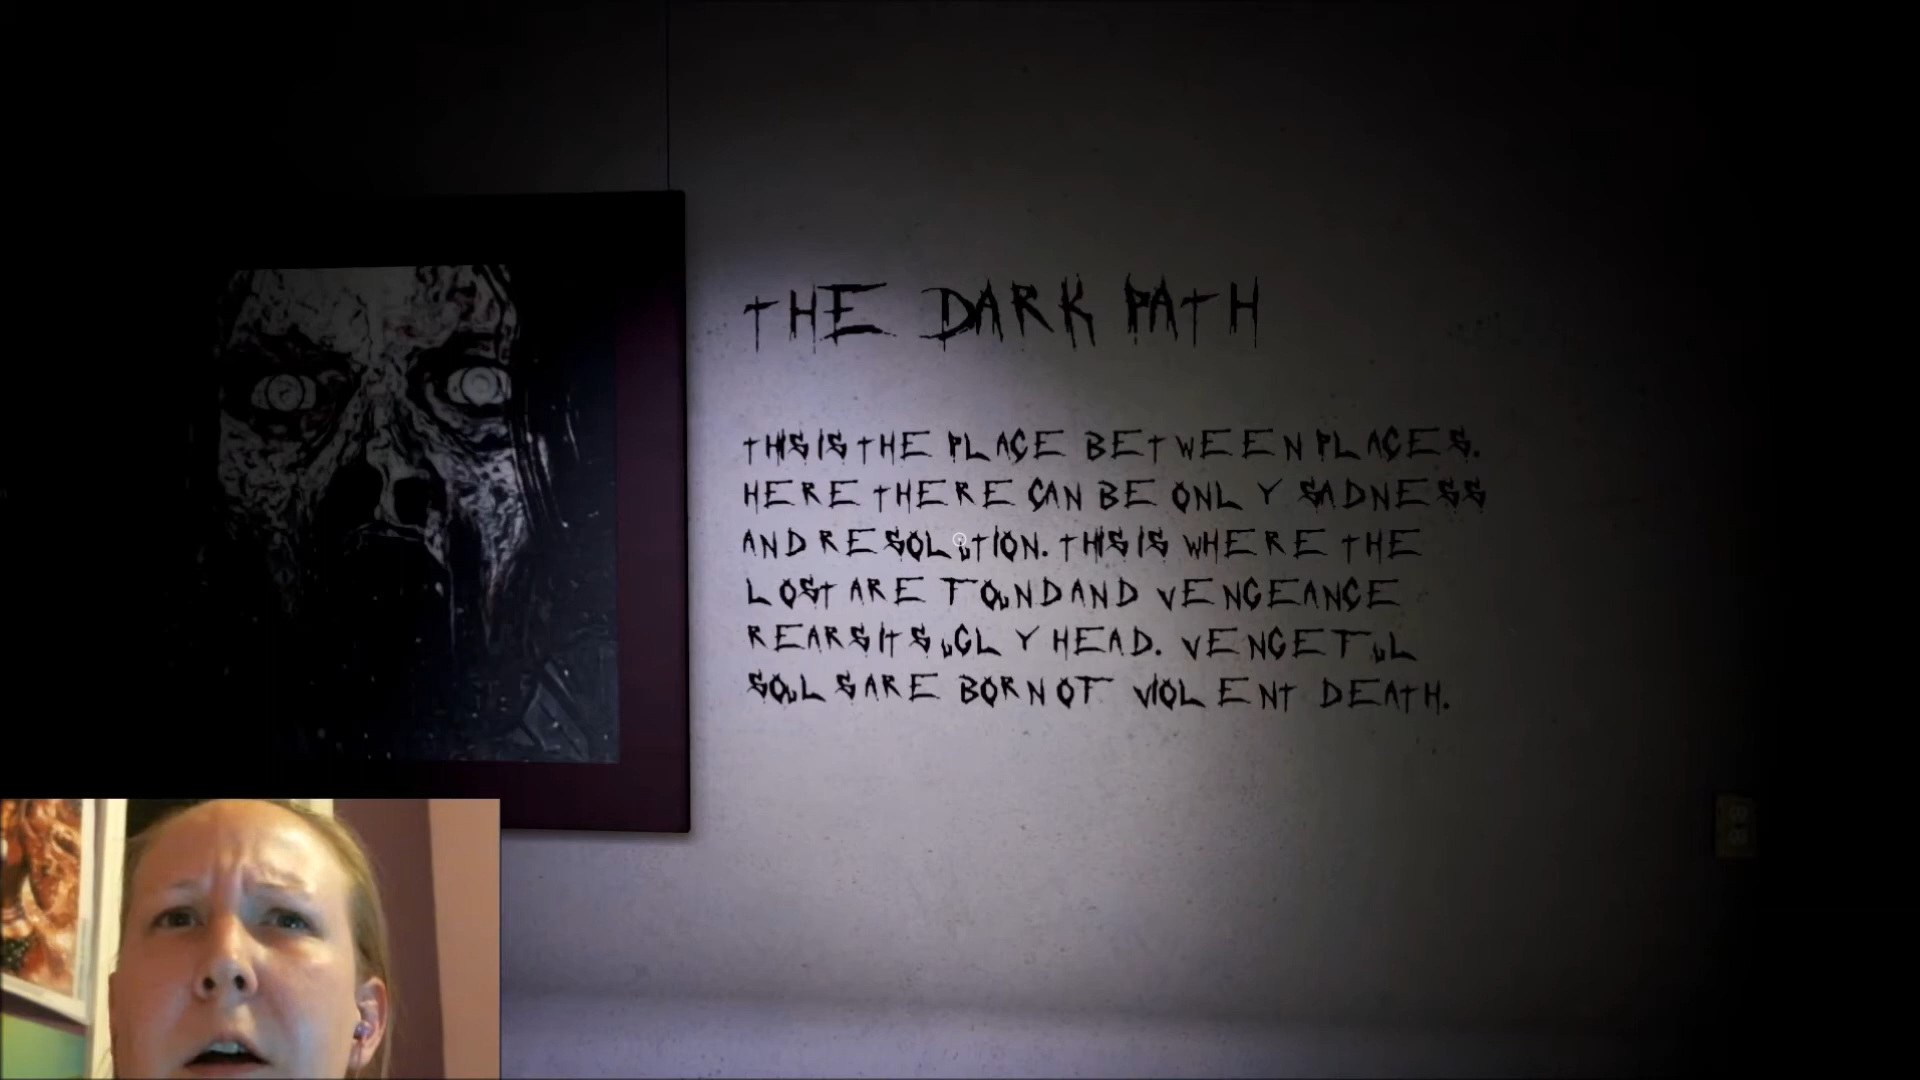 THE DARK PATH
THIS IS THE PLACE BETWEEN PLACES.
HERE THERE CAN BE ONLY SADNESS
AND RESOLUTION. THIS IS WHERE THE
LOST ARE FOUND AND VENGEANCE
REARS ITS UGLY HEAD. VENGEFUL
SOULS ARE BORN OF VIOLENT DEATH.